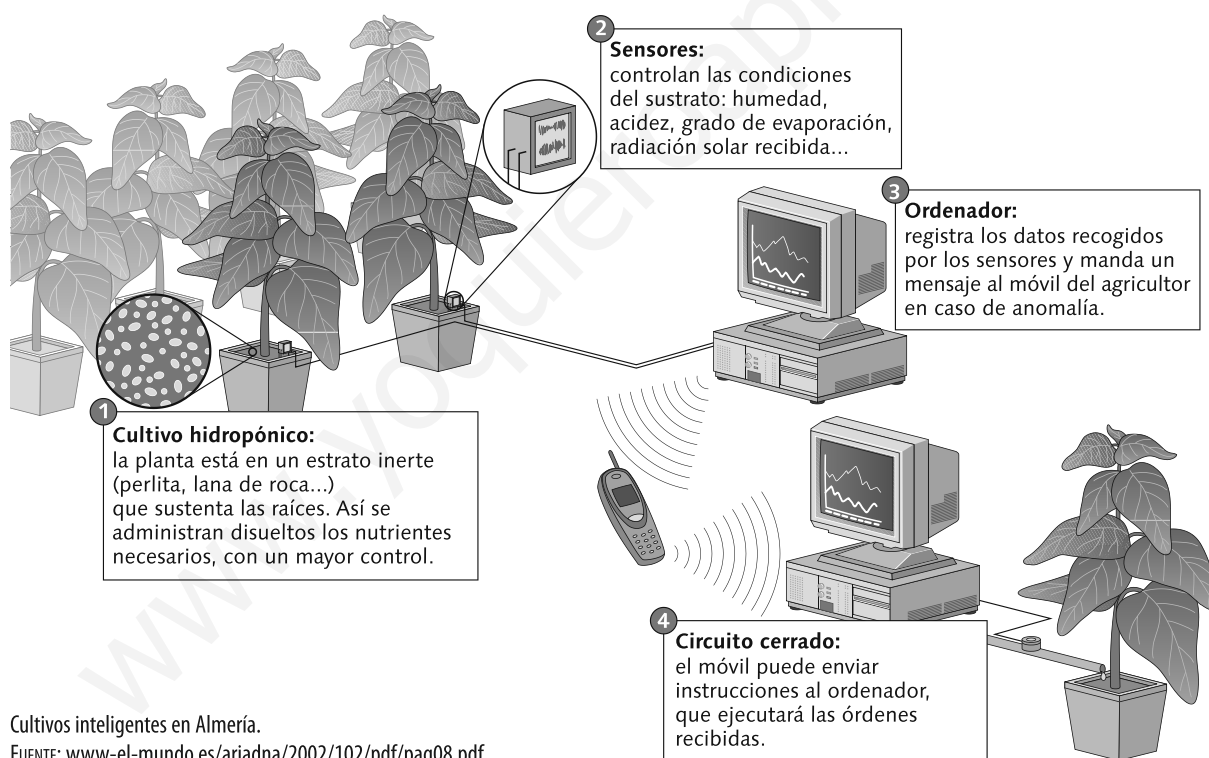 2
Sensores:
controlan las condiciones
del sustrato: humedad,
acidez, grado de evaporación,
radiación solar recibida...
3
Ordenador:
registra los datos recogidos
por los sensores y manda un
mensaje al móvil del agricultor
en caso de anomalía.
1
Cultivo hidropónico:
la planta está en un estrato inerte
(perlita, lana de roca...)
que sustenta las raíces. Así se
administran disueltos los nutrientes
necesarios, con un mayor control.
4
Circuito cerrado:
el móvil puede enviar
instrucciones al ordenador,
que ejecutará las órdenes
recibidas.
Cultivos inteligentes en Almería.
FUENTE: www-el-mundo.es/ariadna/2002/102/pdf/pag08.pdf